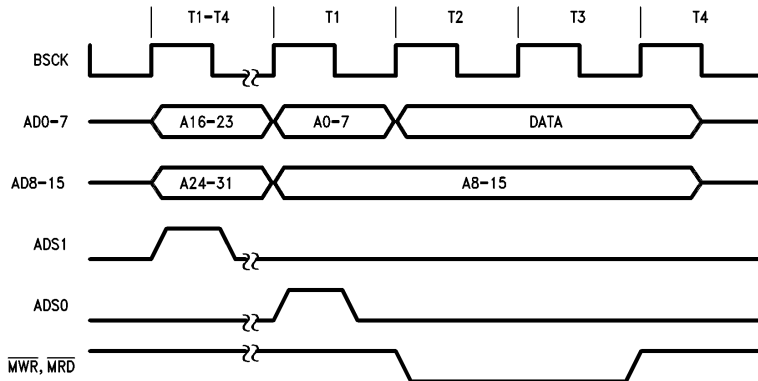 T1-T4 T1 T2 T3 T4
BSCK
AD0-7 A16-23 A0-7 DATA
AD8-15 A24-31 A8-15
ADS1
ADS0
MWR, MRD